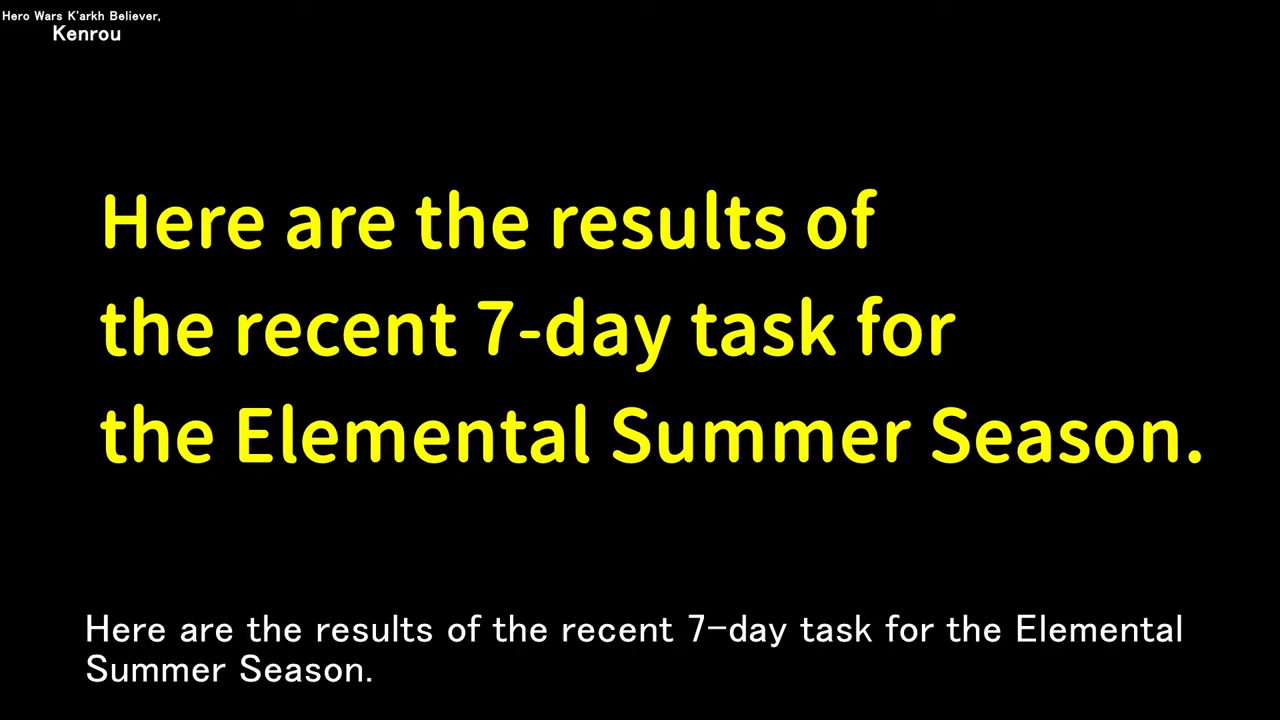 Hero Wars K'arkh Believer,
Kenrou
Here are the results of
the recent 7-day task for
the Elemental Summer Season.
Here are the results of the recent 7-day task for the Elemental
Summer Season.